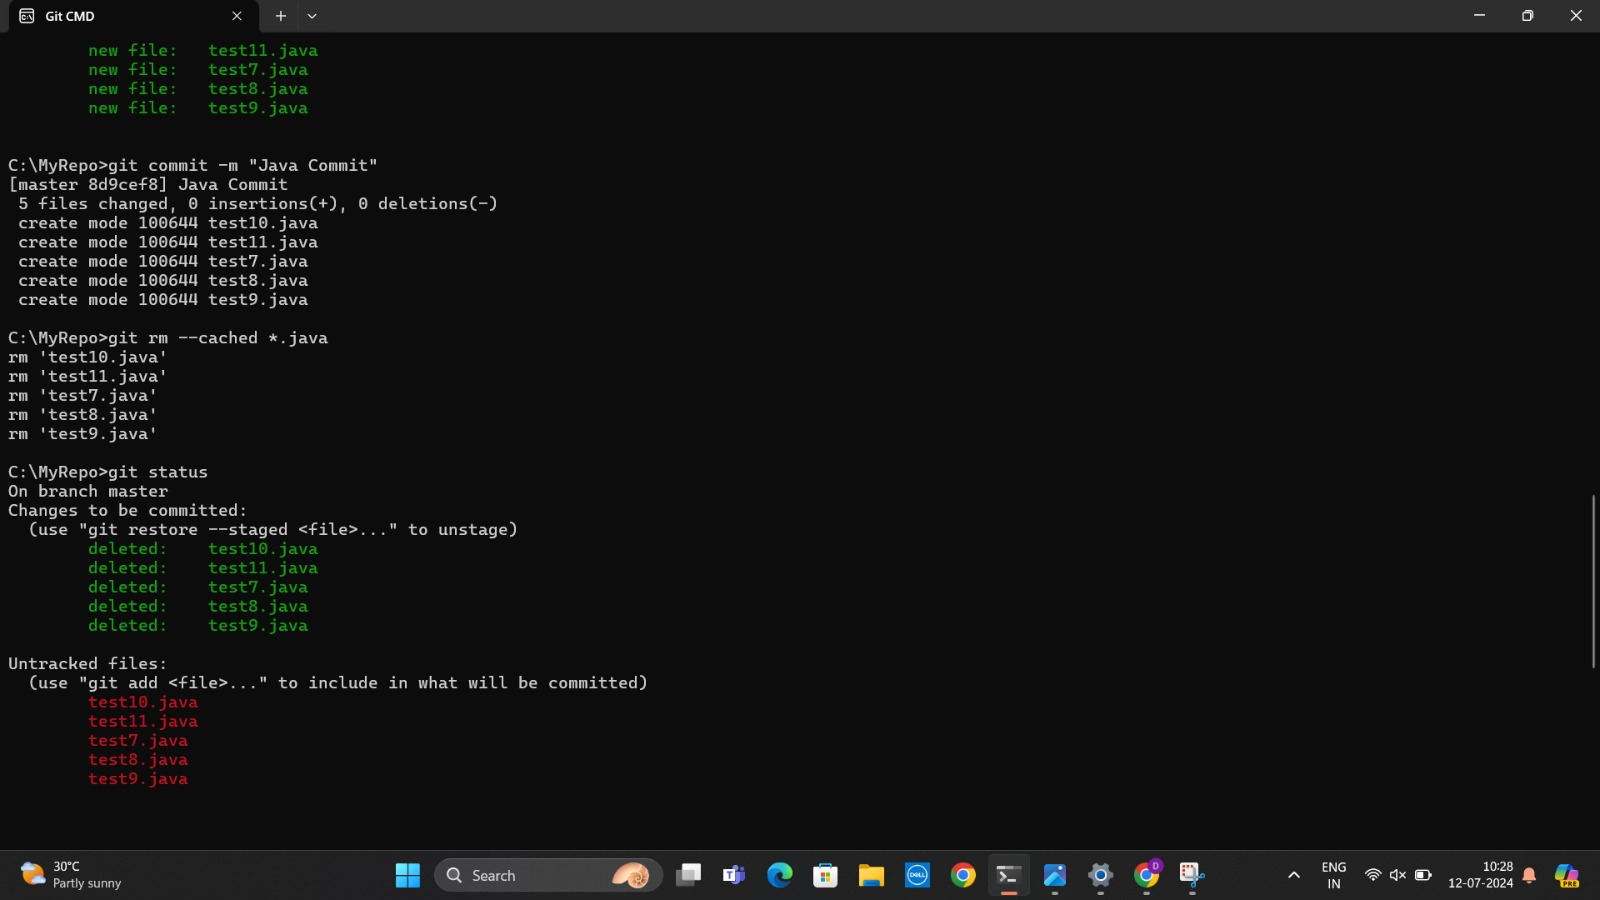 Git CMD
new file:   test11.java
new file:   test7.java
new file:   test8.java
new file:   test9.java
C:\MyRepo>git commit -m "Java Commit"
[master 8d9cef8] Java Commit
 5 files changed, 0 insertions(+), 0 deletions(-)
 create mode 100644 test10.java
 create mode 100644 test11.java
 create mode 100644 test7.java
 create mode 100644 test8.java
 create mode 100644 test9.java
C:\MyRepo>git rm --cached *.java
rm 'test10.java'
rm 'test11.java'
rm 'test7.java'
rm 'test8.java'
rm 'test9.java'
C:\MyRepo>git status
On branch master
Changes to be committed:
  (use "git restore --staged <file>..." to unstage)
        deleted:    test10.java
        deleted:    test11.java
        deleted:    test7.java
        deleted:    test8.java
        deleted:    test9.java
Untracked files:
  (use "git add <file>..." to include in what will be committed)
        test10.java
        test11.java
        test7.java
        test8.java
        test9.java
30°C
Partly sunny
Search
DELL
D
ENG
IN
10:28
12-07-2024
PRE